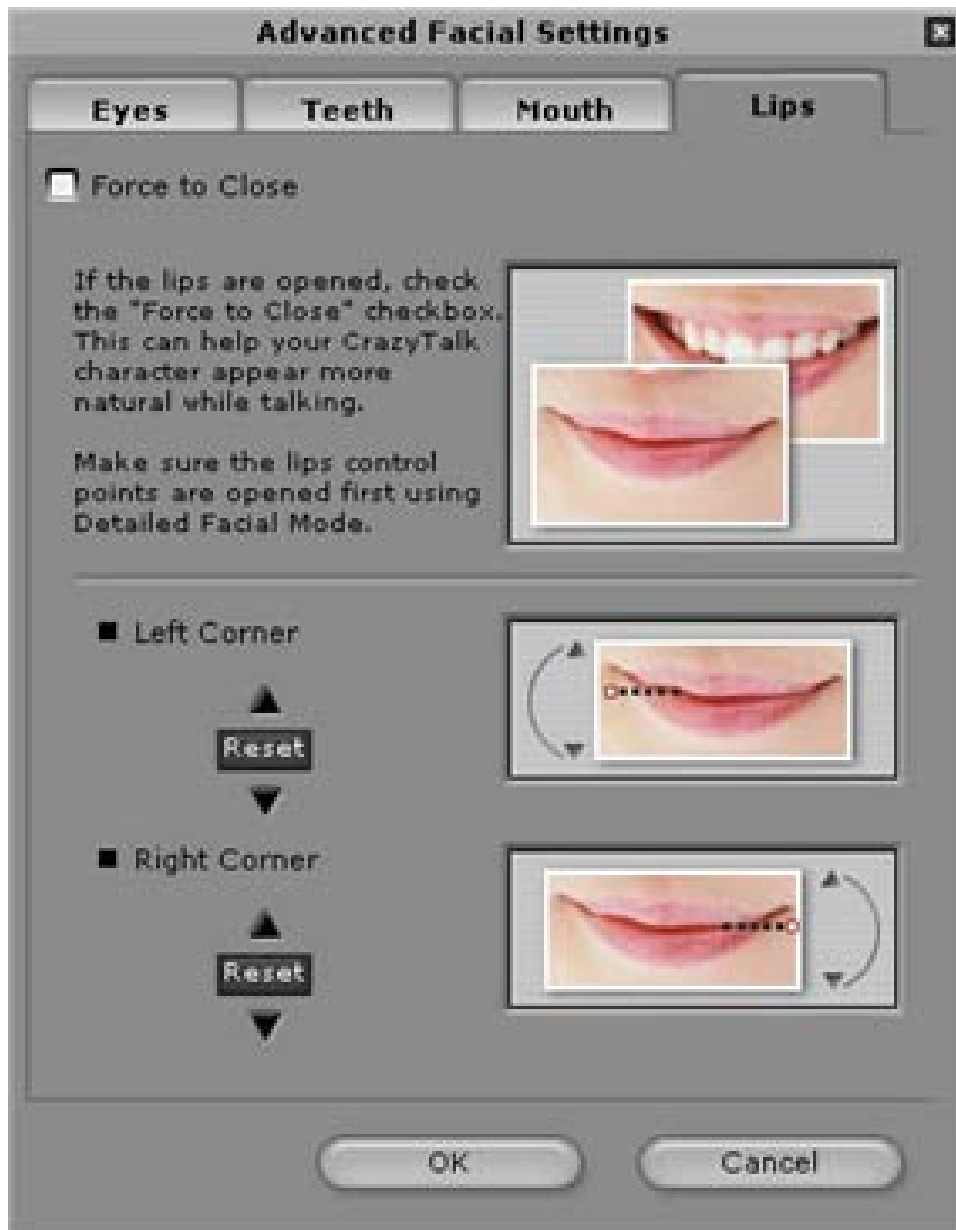 Advanced Facial Settings
Eyes
Teeth
Mouth
Lips
Force to Close
If the lips are opened, check
the "Force to Close" checkbox.
This can help your CrazyTalk
character appear more
natural while talking.
Make sure the lips control
points are opened first using
Detailed Facial Mode.
Left Corner
Reset
Right Corner
Reset
OK
Cancel